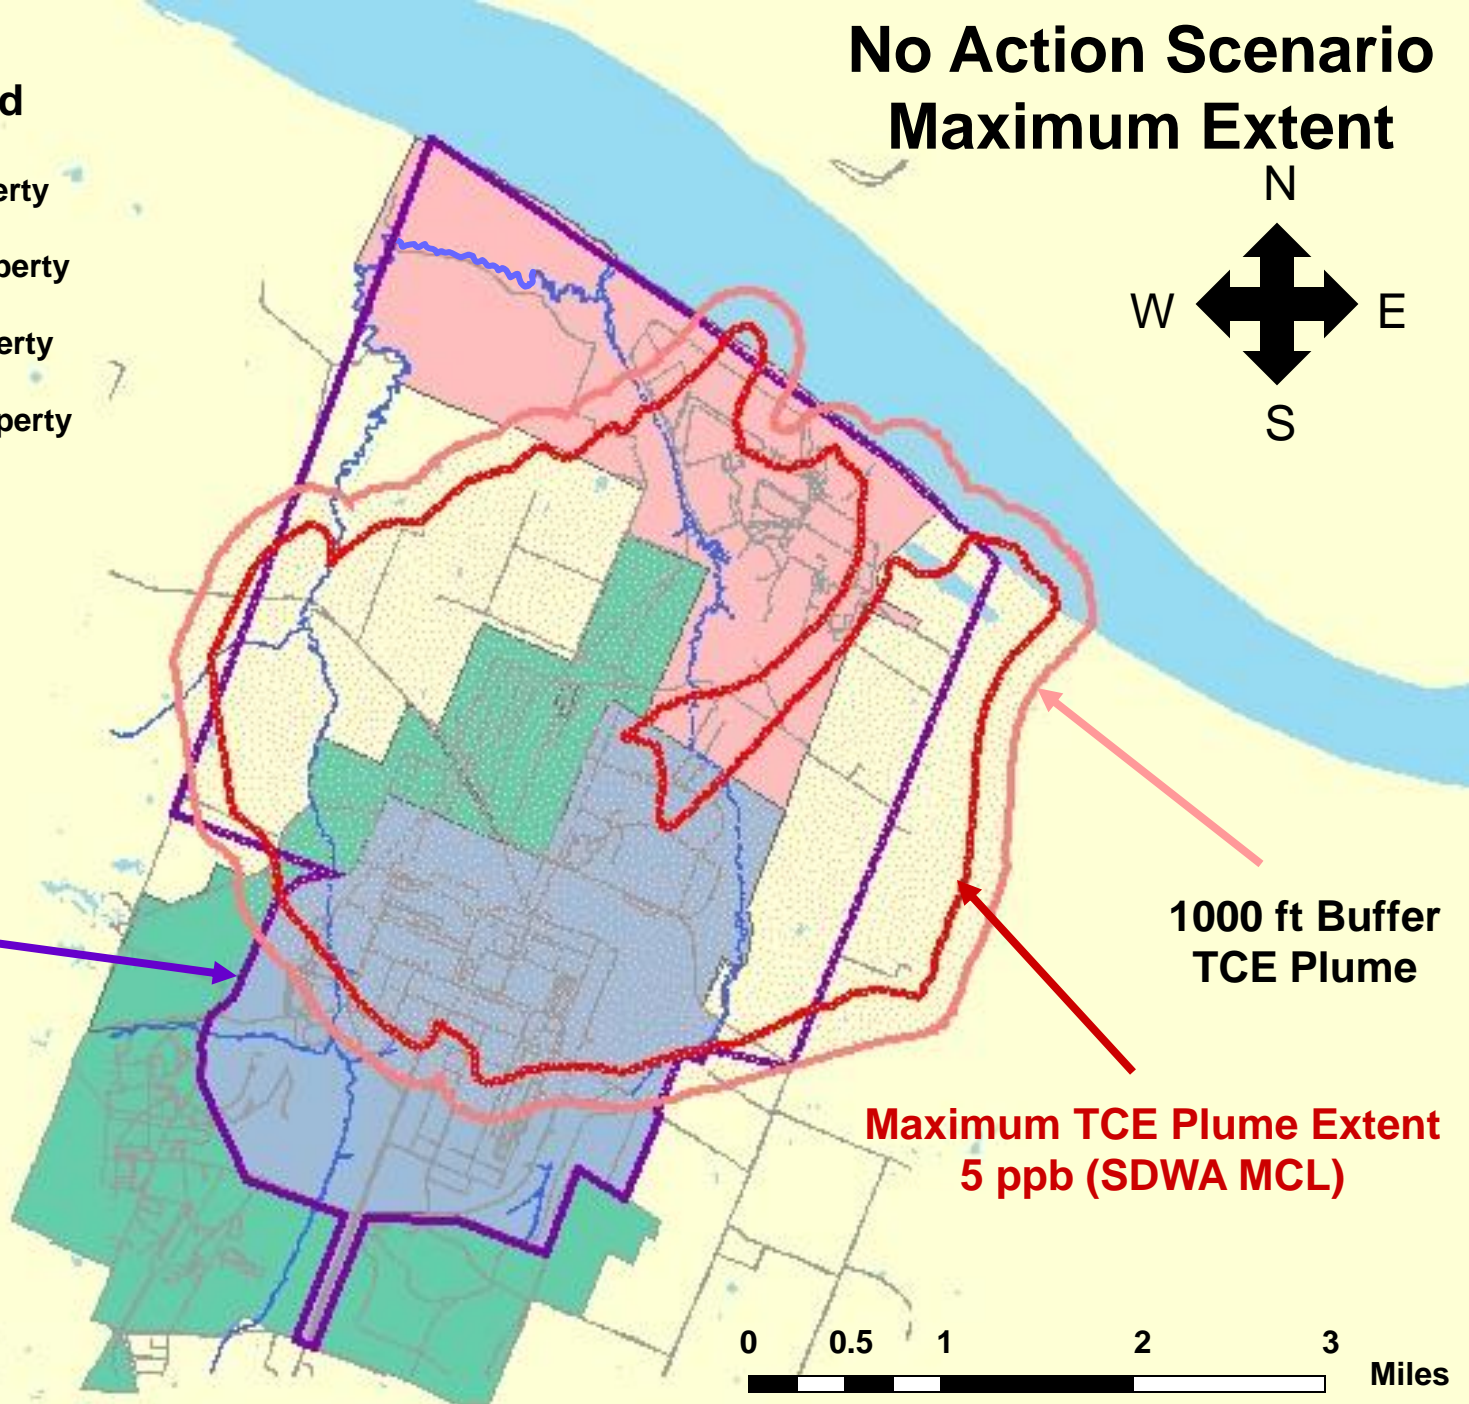 No Action Scenario
Maximum Extent
d
erty
perty
erty
perty
N
W
E
S
1000 ft Buffer
TCE Plume
Maximum TCE Plume Extent
5 ppb (SDWA MCL)
0 0.5 1 2 3
Miles